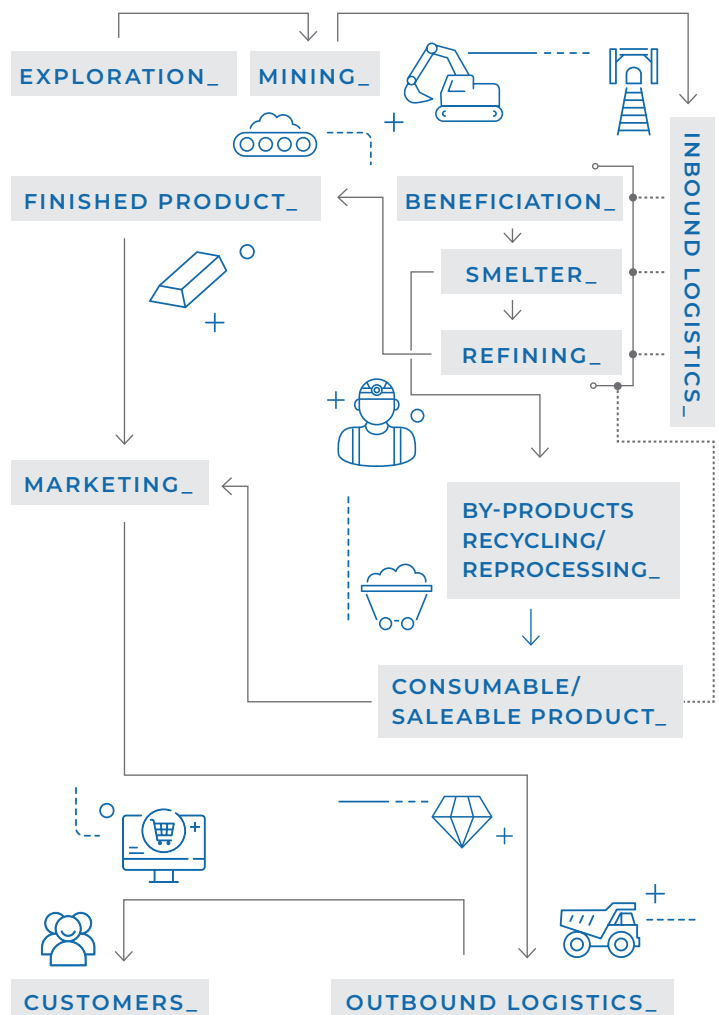 EXPLORATION_
MINING_
INBOUND LOGISTICS_
FINISHED PRODUCT_
BENEFICIATION_
SMELTER_
REFINING_
MARKETING_
BY-PRODUCTS
RECYCLING/
REPROCESSING_
CONSUMABLE/
SALEABLE PRODUCT_
CUSTOMERS_
OUTBOUND LOGISTICS_